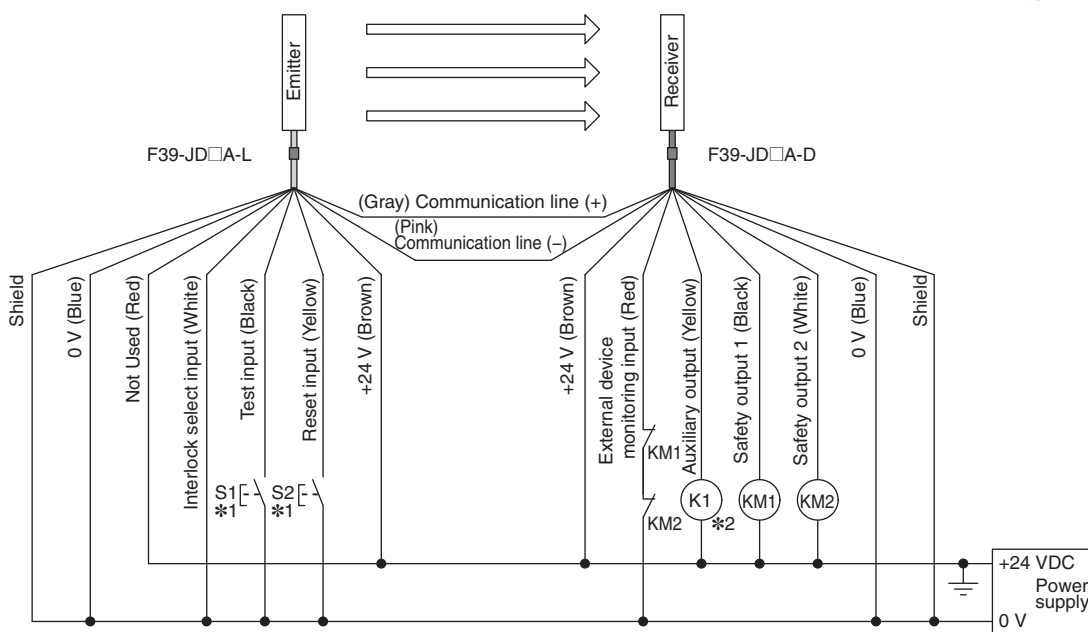 Emitter
Receiver
F39-JD□A-L
F39-JD□A-D
(Gray) Communication line (+)
(Pink)
Communication line (−)
Shield
0 V (Blue)
Not Used (Red)
Interlock select input (White)
Test input (Black)
Reset input (Yellow)
+24 V (Brown)
+24 V (Brown)
External device
monitoring input (Red)
Auxiliary output (Yellow)
Safety output 1 (Black)
Safety output 2 (White)
0 V (Blue)
Shield
S1
*1
S2
*1
KM1
KM2
K1
*2
KM1
KM2
+24 VDC
Power
supply
0 V